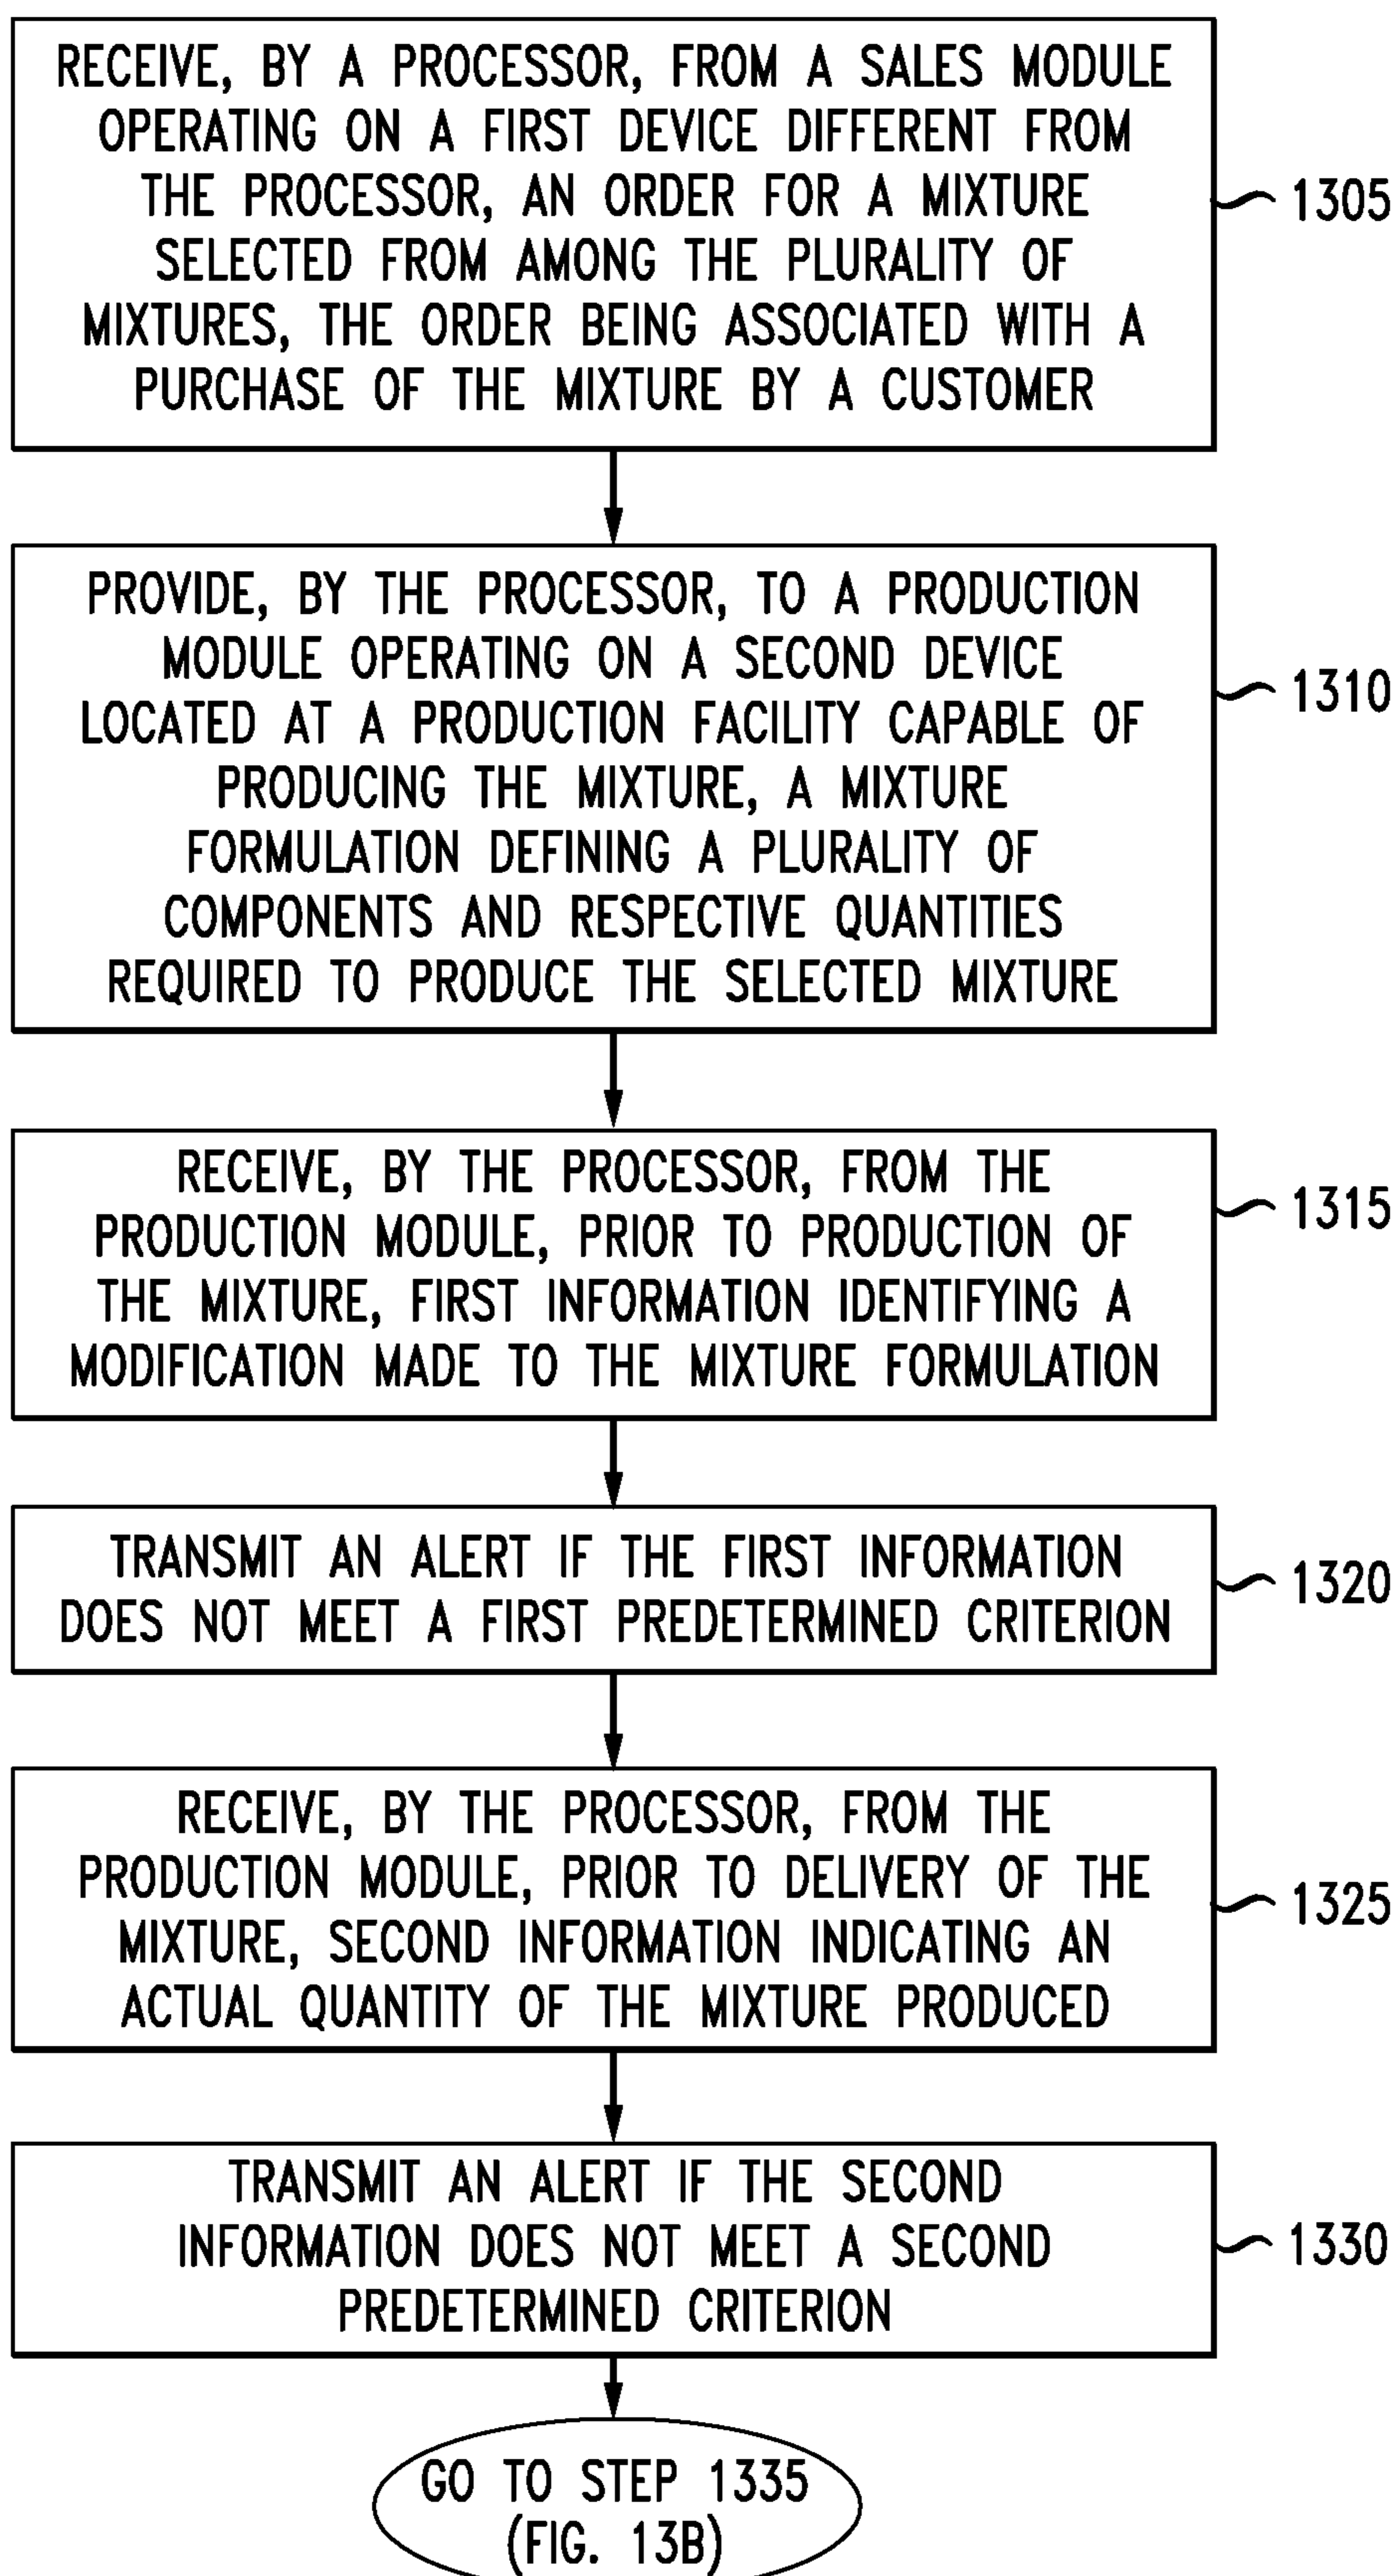 RECEIVE, BY A PROCESSOR, FROM A SALES MODULE
OPERATING ON A FIRST DEVICE DIFFERENT FROM
THE PROCESSOR, AN ORDER FOR A MIXTURE
SELECTED FROM AMONG THE PLURALITY OF
MIXTURES, THE ORDER BEING ASSOCIATED WITH A
PURCHASE OF THE MIXTURE BY A CUSTOMER
1305
PROVIDE, BY THE PROCESSOR, TO A PRODUCTION
MODULE OPERATING ON A SECOND DEVICE
LOCATED AT A PRODUCTION FACILITY CAPABLE OF
PRODUCING THE MIXTURE, A MIXTURE
FORMULATION DEFINING A PLURALITY OF
COMPONENTS AND RESPECTIVE QUANTITIES
REQUIRED TO PRODUCE THE SELECTED MIXTURE
1310
RECEIVE, BY THE PROCESSOR, FROM THE
PRODUCTION MODULE, PRIOR TO PRODUCTION OF
THE MIXTURE, FIRST INFORMATION IDENTIFYING A
MODIFICATION MADE TO THE MIXTURE FORMULATION
1315
TRANSMIT AN ALERT IF THE FIRST INFORMATION
DOES NOT MEET A FIRST PREDETERMINED CRITERION
1320
RECEIVE, BY THE PROCESSOR, FROM THE
PRODUCTION MODULE, PRIOR TO DELIVERY OF THE
MIXTURE, SECOND INFORMATION INDICATING AN
ACTUAL QUANTITY OF THE MIXTURE PRODUCED
1325
TRANSMIT AN ALERT IF THE SECOND
INFORMATION DOES NOT MEET A SECOND
PREDETERMINED CRITERION
1330
GO TO STEP 1335
(FIG. 13B)